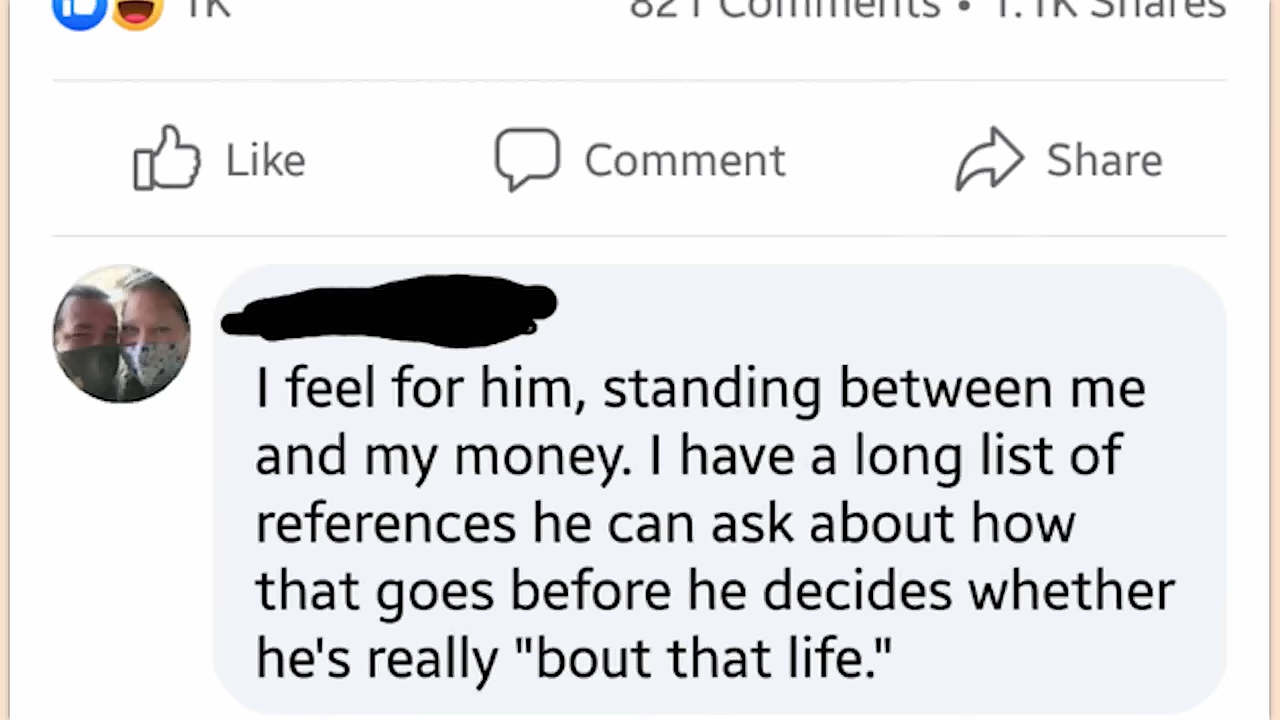 1K 821 Comments • 1.1K Shares
Like Comment Share
I feel for him, standing between me
and my money. I have a long list of
references he can ask about how
that goes before he decides whether
he's really "bout that life."